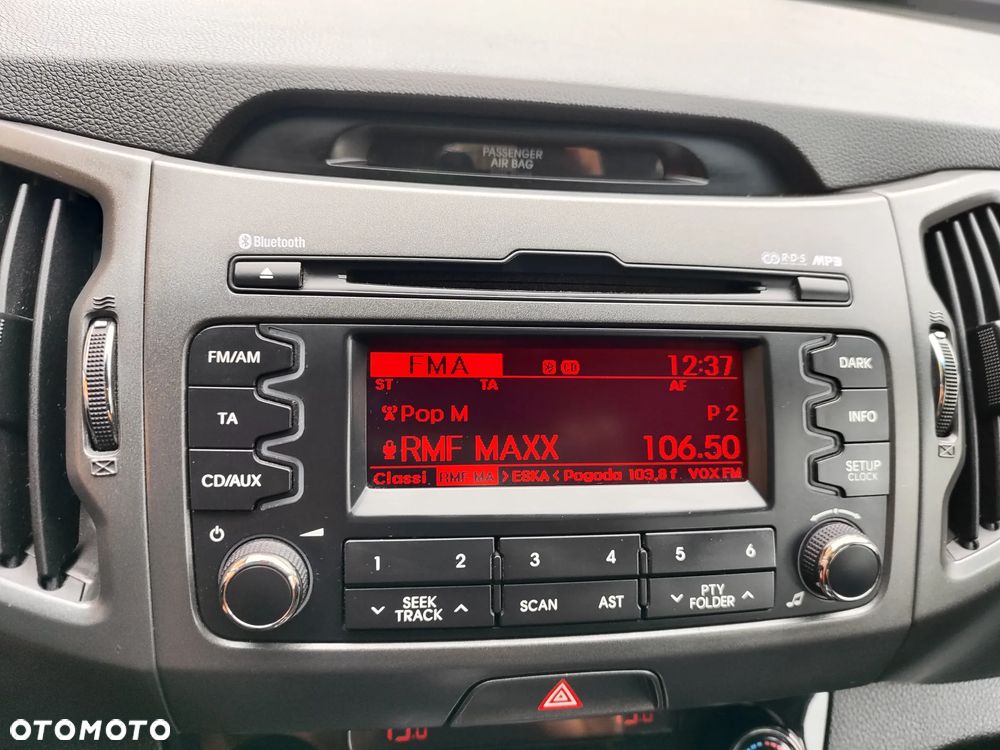 PASSENGER
AIR BAG
Bluetooth
R·D·S MP3
FM/AM
TA
CD/AUX
FMA CD 12:37
ST TA AF
Pop M P 2
RMF MAXX 106.50
Classi RMF MA >ESKA < Pogoda 103,8 f VOX FM
DARK
INFO
SETUP
CLOCK
1 2 3 4 5 6
SEEK
TRACK
SCAN AST
PTY
FOLDER
OTOMOTO